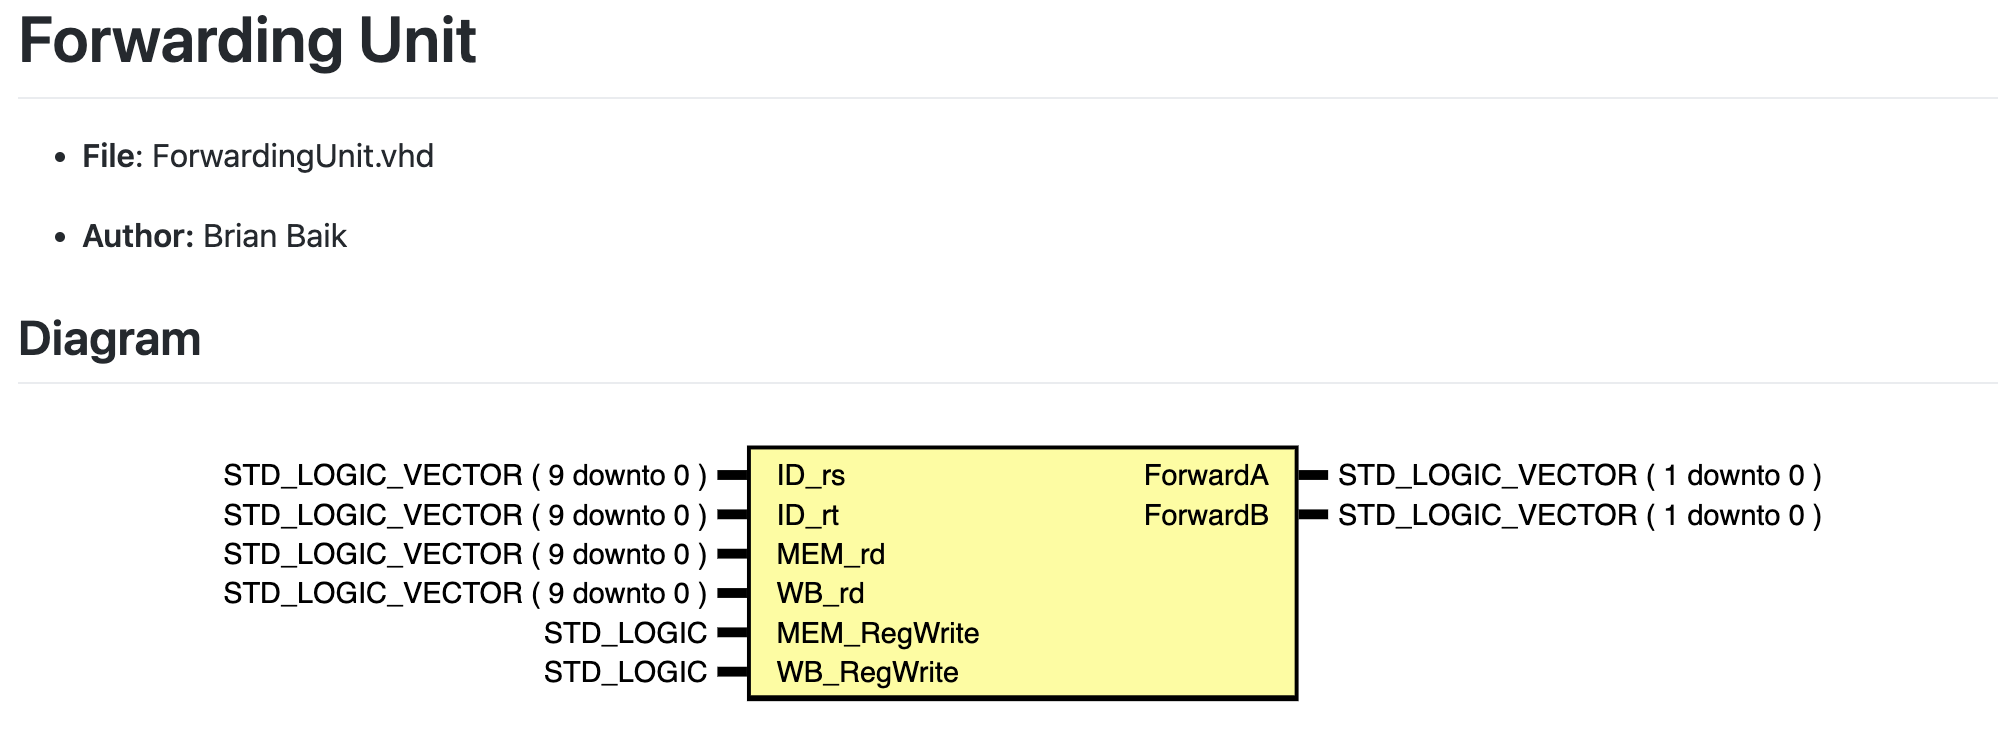 Forwarding Unit
• File: ForwardingUnit.vhd
• Author: Brian Baik
Diagram
STD_LOGIC_VECTOR ( 9 downto 0 ) ID_rs ForwardA STD_LOGIC_VECTOR ( 1 downto 0 )
STD_LOGIC_VECTOR ( 9 downto 0 ) ID_rt ForwardB STD_LOGIC_VECTOR ( 1 downto 0 )
STD_LOGIC_VECTOR ( 9 downto 0 ) MEM_rd
STD_LOGIC_VECTOR ( 9 downto 0 ) WB_rd
STD_LOGIC MEM_RegWrite
STD_LOGIC WB_RegWrite